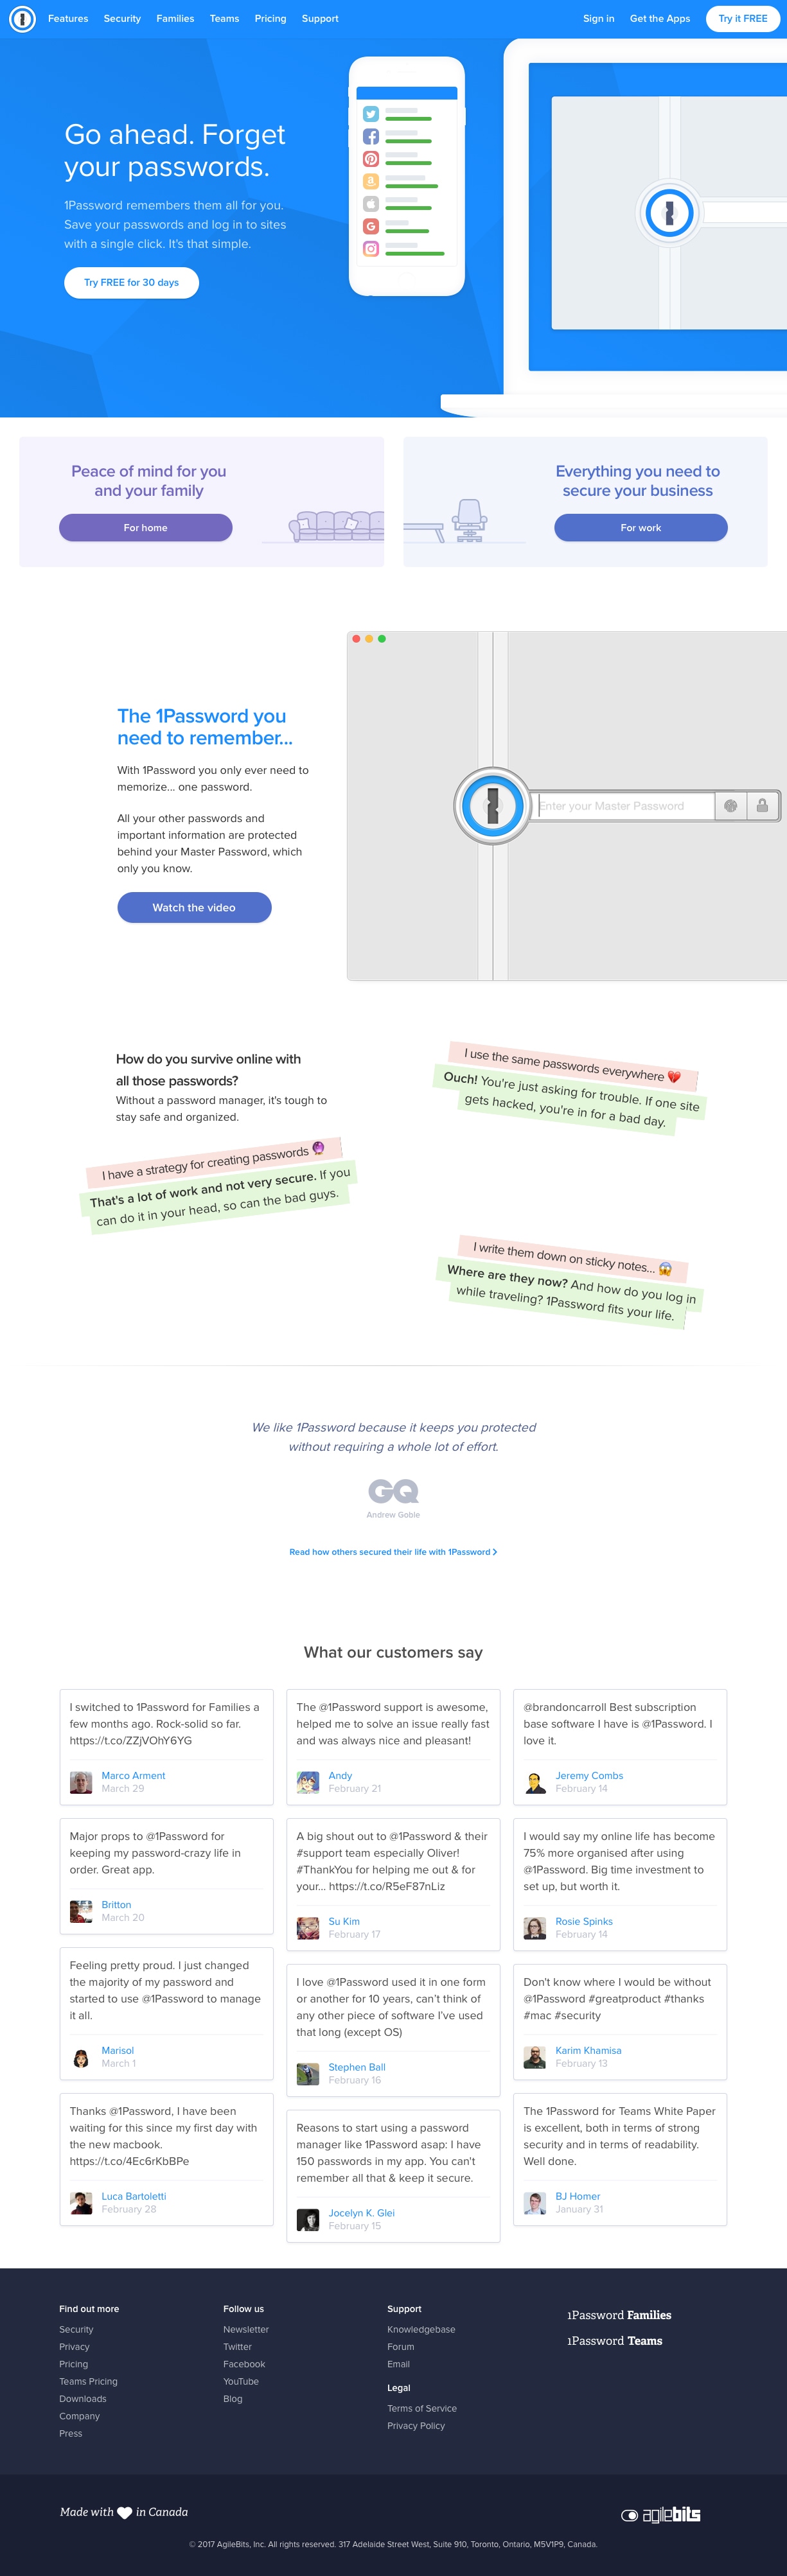 Features Security Families Teams Pricing Support Sign in Get the Apps Try it FREE
Go ahead. Forget
your passwords.
1Password remembers them all for you.
Save your passwords and log in to sites
with a single click. It's that simple.
Try FREE for 30 days
Peace of mind for you
and your family
For home
Everything you need to
secure your business
For work
The 1Password you
need to remember...
With 1Password you only ever need to
memorize... one password.
All your other passwords and
important information are protected
behind your Master Password, which
only you know.
Watch the video
Enter your Master Password
How do you survive online with
all those passwords?
Without a password manager, it's tough to
stay safe and organized.
I use the same passwords everywhere 💔
Ouch! You're just asking for trouble. If one site
gets hacked, you're in for a bad day.
I have a strategy for creating passwords 🔮
That's a lot of work and not very secure. If you
can do it in your head, so can the bad guys.
I write them down on sticky notes... 😱
Where are they now? And how do you log in
while traveling? 1Password fits your life.
We like 1Password because it keeps you protected
without requiring a whole lot of effort.
GQ
Andrew Goble
Read how others secured their life with 1Password
What our customers say
I switched to 1Password for Families a
few months ago. Rock-solid so far.
https://t.co/ZZjVOhY6YG
Marco Arment
March 29
Major props to @1Password for
keeping my password-crazy life in
order. Great app.
Britton
March 20
Feeling pretty proud. I just changed
the majority of my password and
started to use @1Password to manage
it all.
Marisol
March 1
Thanks @1Password, I have been
waiting for this since my first day with
the new macbook.
https://t.co/4Ec6rKbBPe
Luca Bartoletti
February 28
The @1Password support is awesome,
helped me to solve an issue really fast
and was always nice and pleasant!
Andy
February 21
A big shout out to @1Password & their
#support team especially Oliver!
#ThankYou for helping me out & for
your... https://t.co/R5eF87nLiz
Su Kim
February 17
I love @1Password used it in one form
or another for 10 years, can't think of
any other piece of software I've used
that long (except OS)
Stephen Ball
February 16
Reasons to start using a password
manager like 1Password asap: I have
150 passwords in my app. You can't
remember all that & keep it secure.
Jocelyn K. Glei
February 15
@brandoncarroll Best subscription
base software I have is @1Password. I
love it.
Jeremy Combs
February 14
I would say my online life has become
75% more organised after using
@1Password. Big time investment to
set up, but worth it.
Rosie Spinks
February 14
Don't know where I would be without
@1Password #greatproduct #thanks
#mac #security
Karim Khamisa
February 13
The 1Password for Teams White Paper
is excellent, both in terms of strong
security and in terms of readability.
Well done.
BJ Homer
January 31
Find out more
Security
Privacy
Pricing
Teams Pricing
Downloads
Company
Press
Follow us
Newsletter
Twitter
Facebook
YouTube
Blog
Support
Knowledgebase
Forum
Email
Legal
Terms of Service
Privacy Policy
1Password Families
1Password Teams
Made with ♥ in Canada
agilebits
© 2017 AgileBits, Inc. All rights reserved. 317 Adelaide Street West, Suite 910, Toronto, Ontario, M5V1P9, Canada.